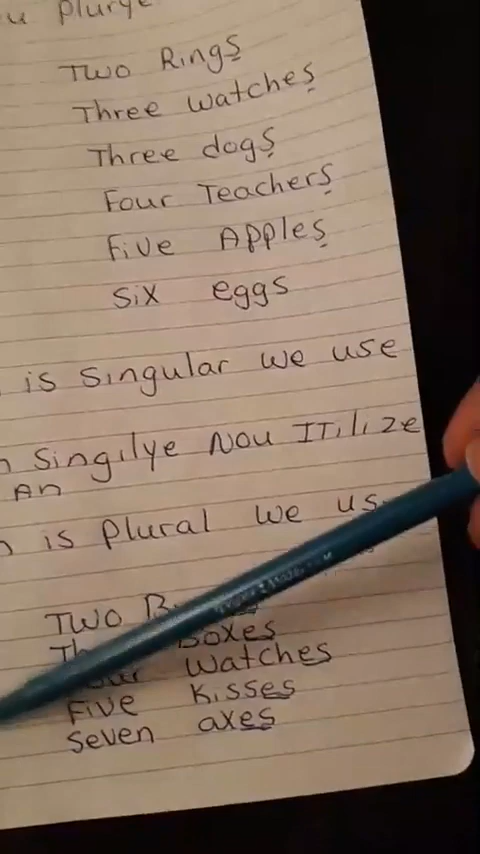 Two Rings
Three watches
Three dogs
Four Teachers
Five Apples
Six eggs
is Singular we use
Singilye Nou ITilize
An
is Plural we us
Two
Boxes
watches
Five Kisses
Seven axes